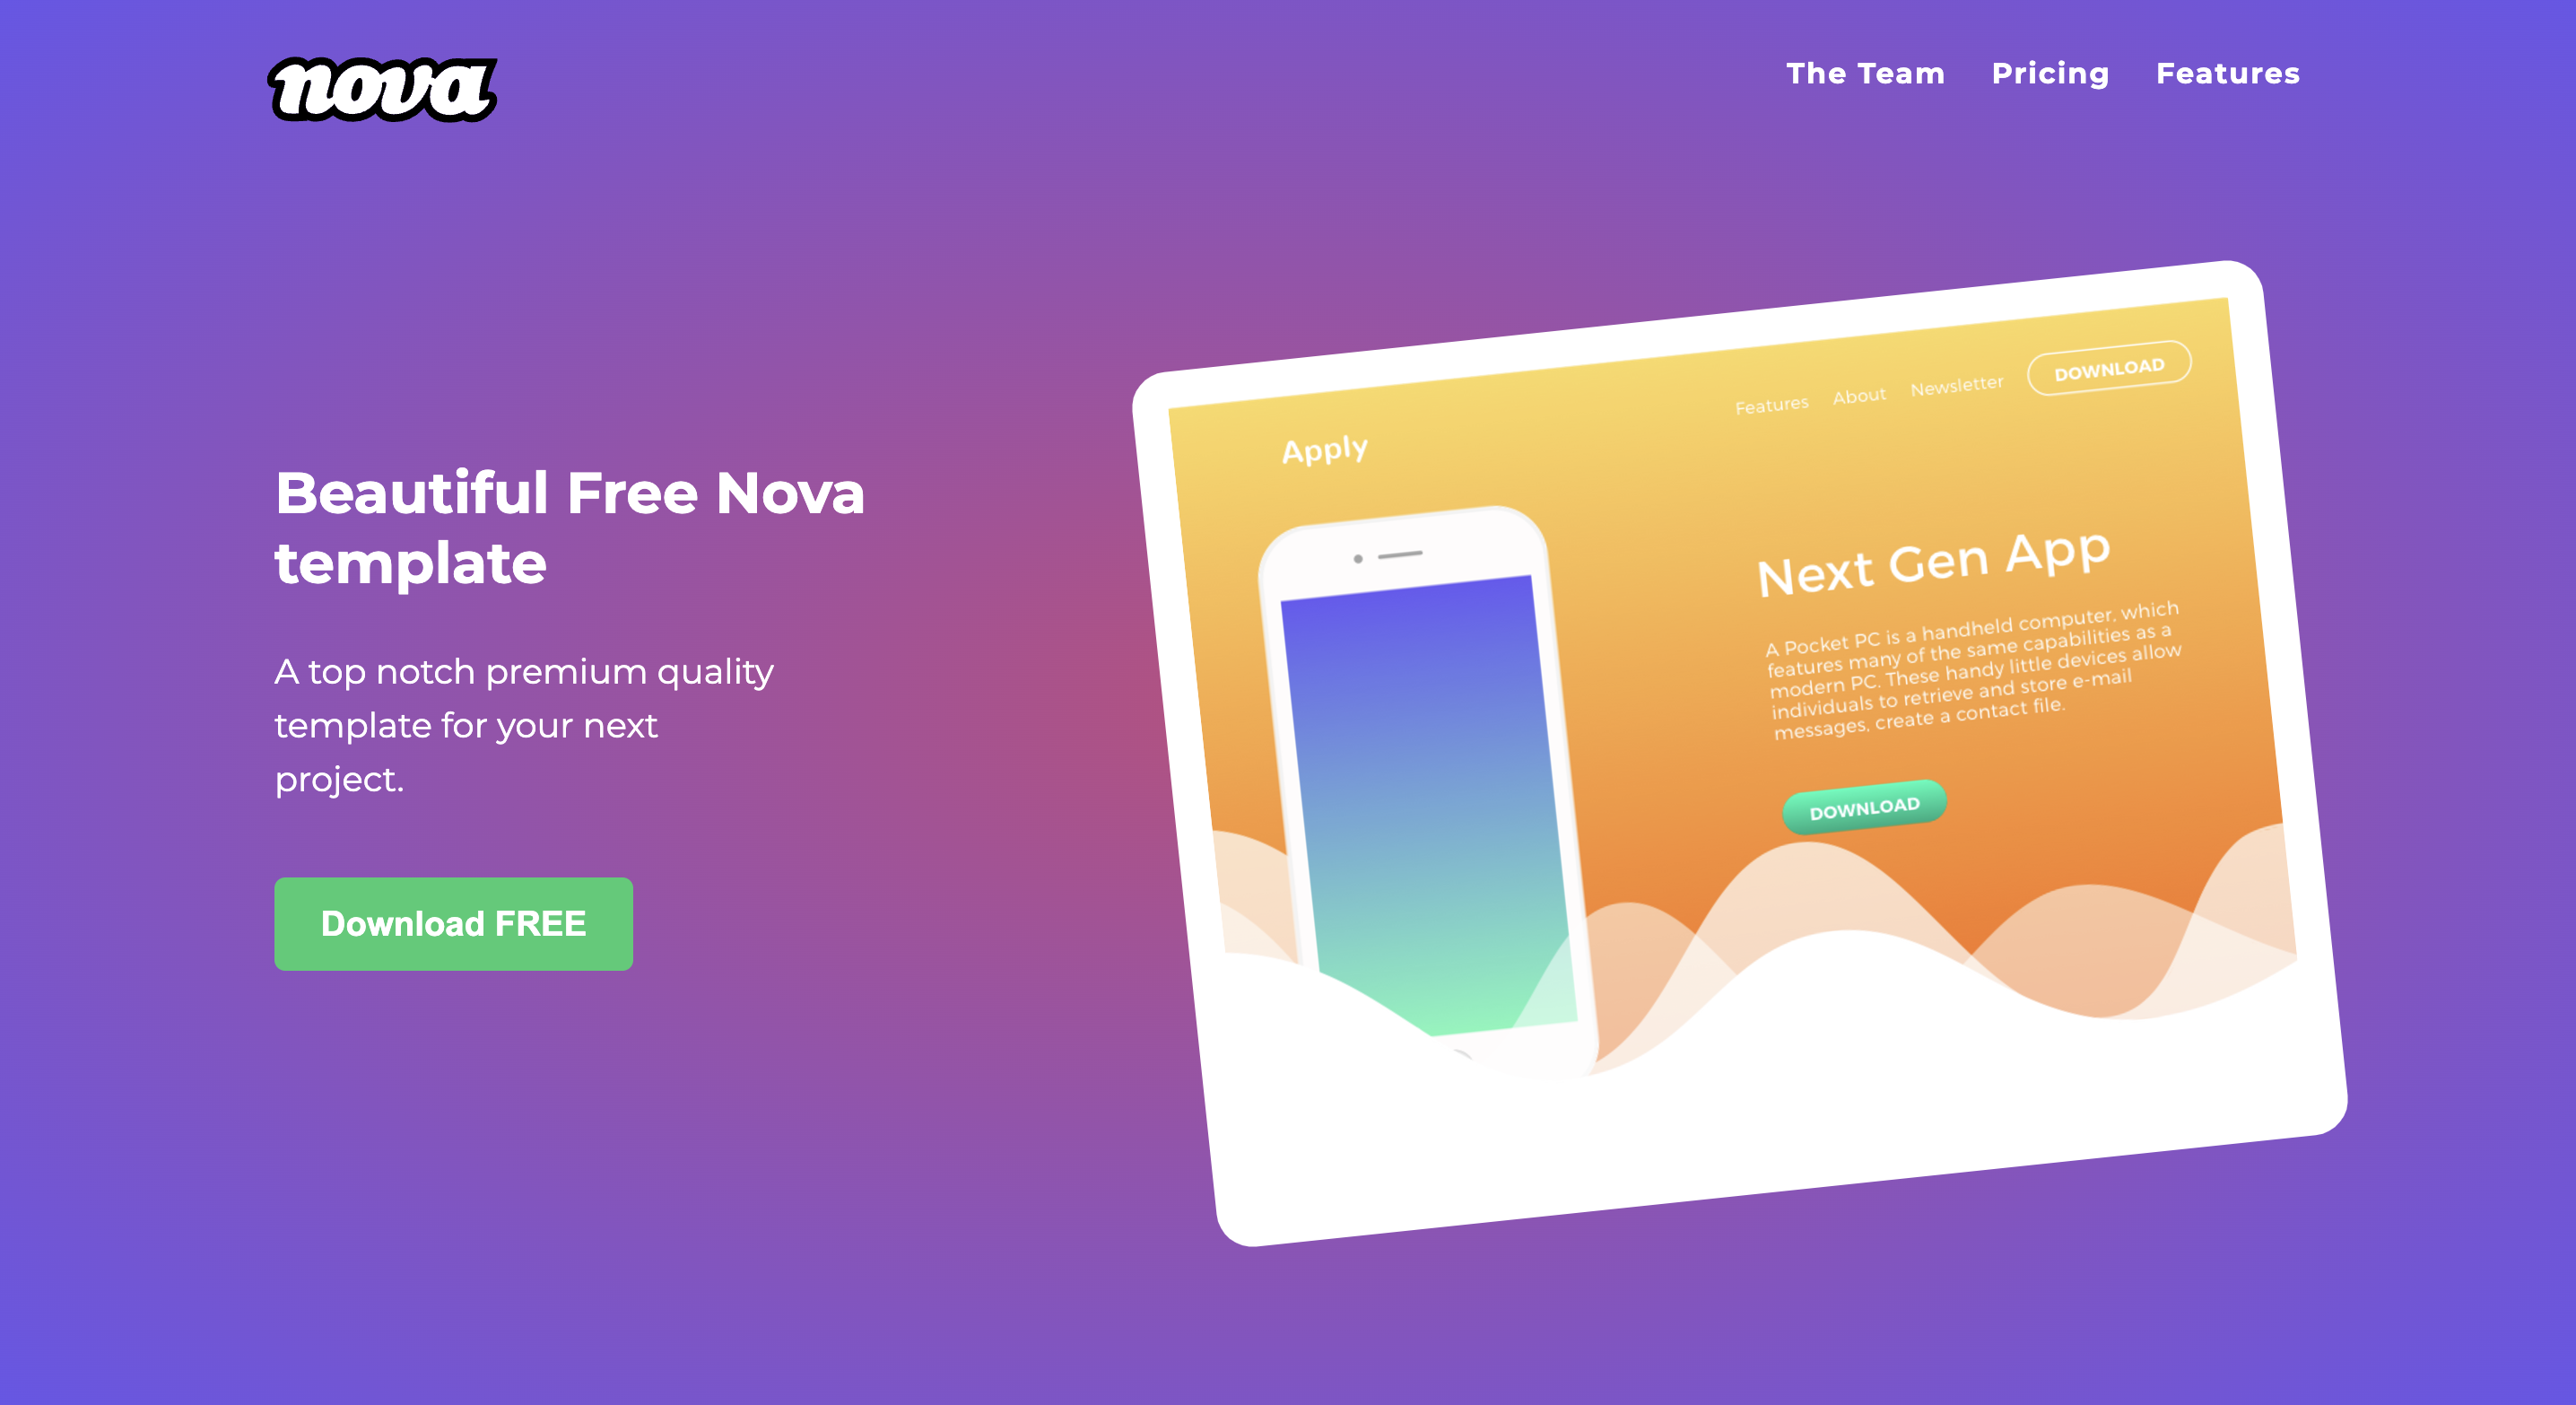 nova
The Team Pricing Features
Beautiful Free Nova
template
A top notch premium quality
template for your next
project.
Download FREE
Apply
Features About Newsletter DOWNLOAD
Next Gen App
A Pocket PC is a handheld computer, which
features many of the same capabilities as a
modern PC. These handy little devices allow
individuals to retrieve and store e-mail
messages, create a contact file.
DOWNLOAD